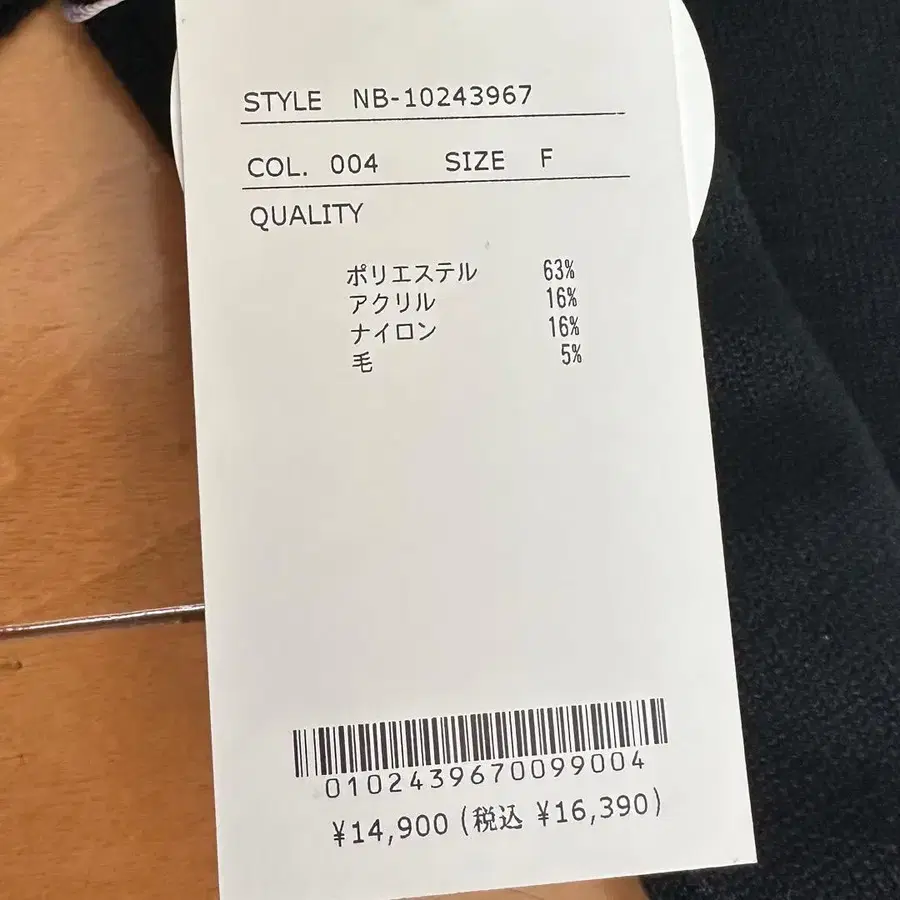 STYLE NB-10243967
COL. 004 SIZE F
QUALITY
ポリエステル 63%
アクリル 16%
ナイロン 16%
毛 5%
0102439670099004
¥14,900 (税込 ¥16,390)